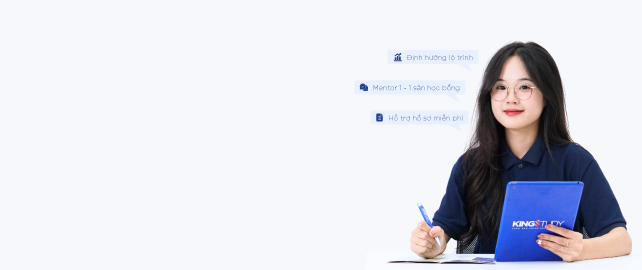 Định hướng lộ trình
Mentor 1 - 1 săn học bổng
Hỗ trợ hồ sơ miễn phí
KINGSTUDY